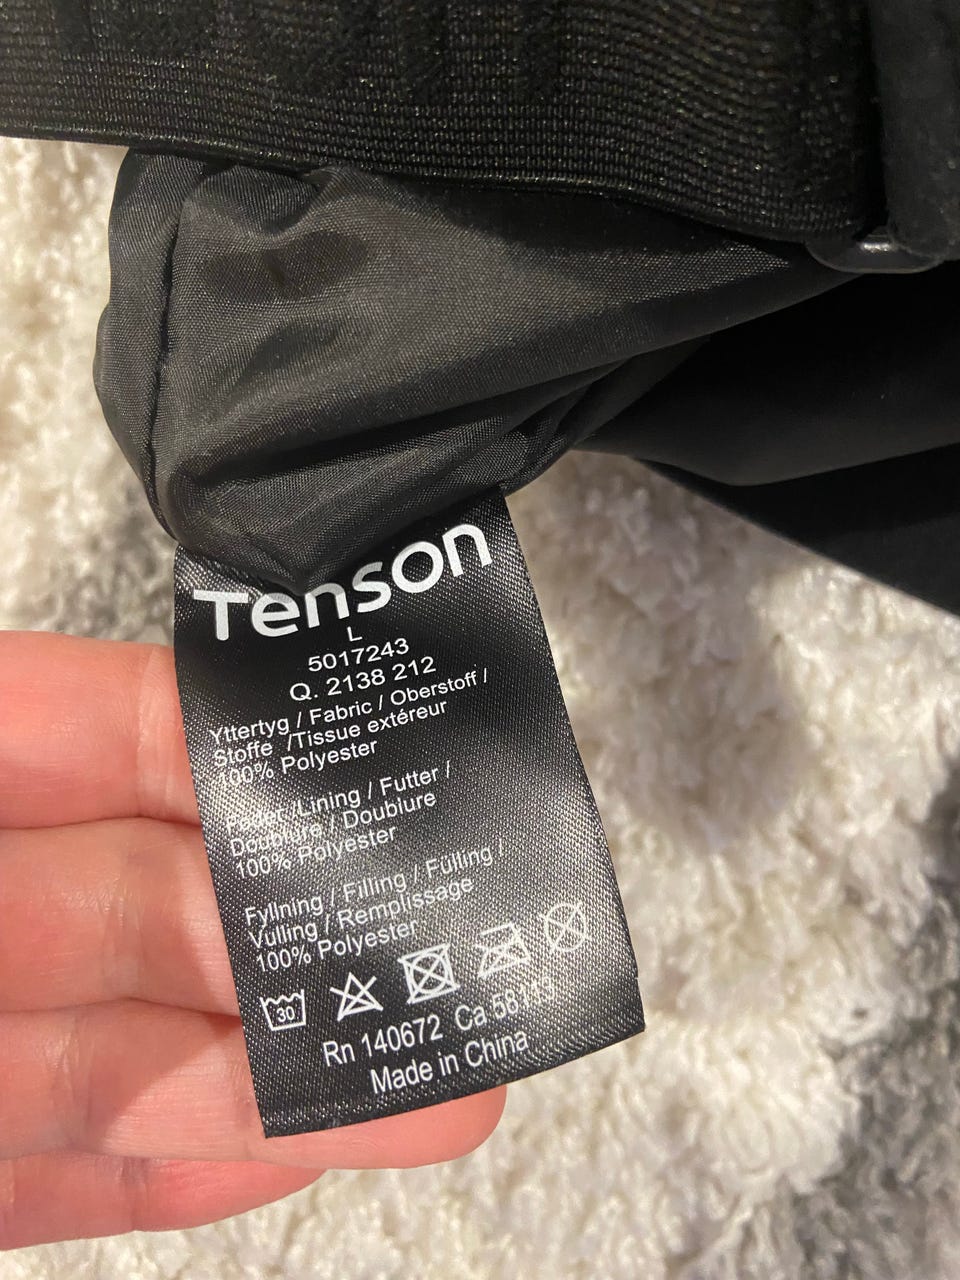 Tenson
L
5017243
Q. 2138 212
Yttertyg / Fabric / Oberstoff /
Stoffe /Tissue extéreur
100% Polyester
Foder /Lining / Futter /
Doublure / Doublure
100% Polyester
Fyllning / Filling / Fülling /
Vulling / Remplissage
100% Polyester
30°
Rn 140672 Ca
Made in China